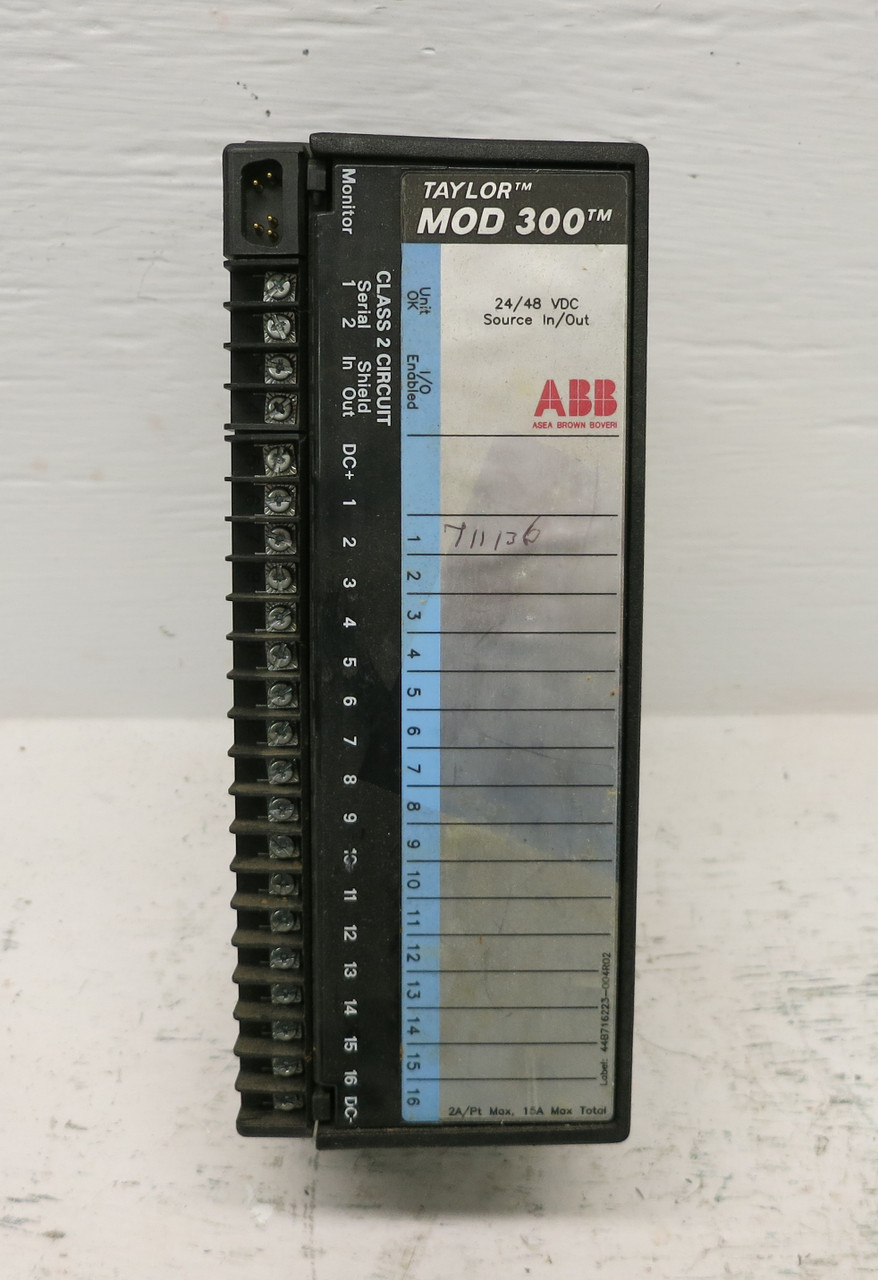 TAYLOR™
MOD 300™
Monitor
CLASS 2 CIRCUIT
Serial Shield
1 2 In Out
DC+
1
2
3
4
5
6
7
8
9
10
11
12
13
14
15
16
DC-
Unit
OK
I/O
Enabled
24/48 VDC
Source In/Out
ABB
ASEA BROWN BOVERI
1 711136
2
3
4
5
6
7
8
9
10
11
12
13
14
15
16
Label: 44B716223-004R02
2A/Pt Max, 15A Max Total